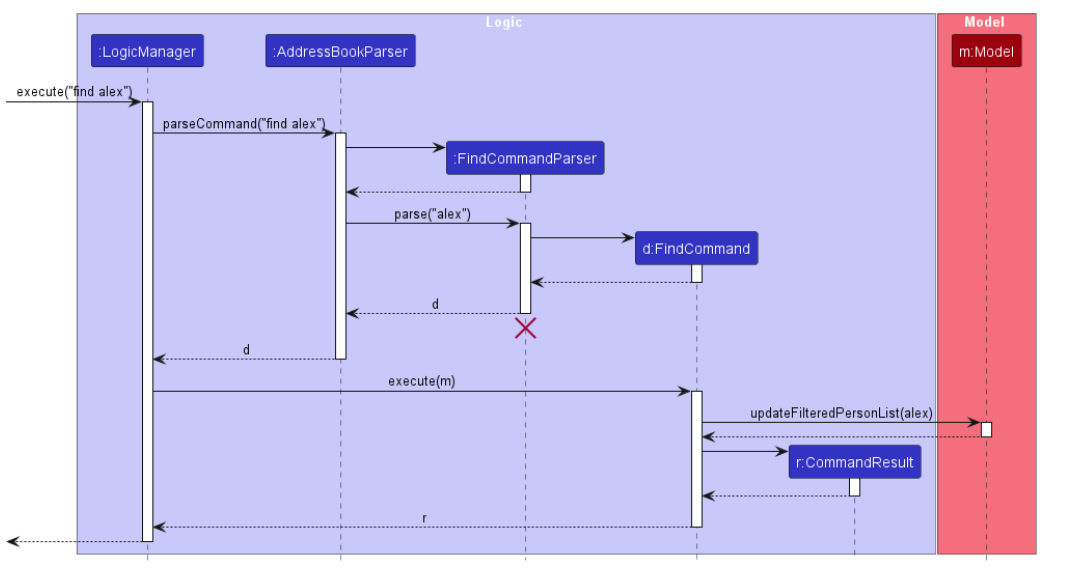 Logic
Model
:LogicManager
:AddressBookParser
m:Model
execute("find alex")
parseCommand("find alex")
:FindCommandParser
parse("alex")
d:FindCommand
d
d
execute(m)
updateFilteredPersonList(alex)
r:CommandResult
r